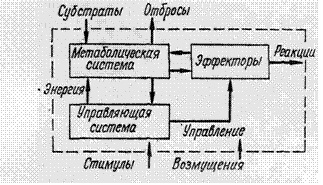 Субстраты Отбросы
Метаболическая
система
Эффекторы
Реакции
Энергия
Управляющая
система
Управление
Стимулы Возмущения